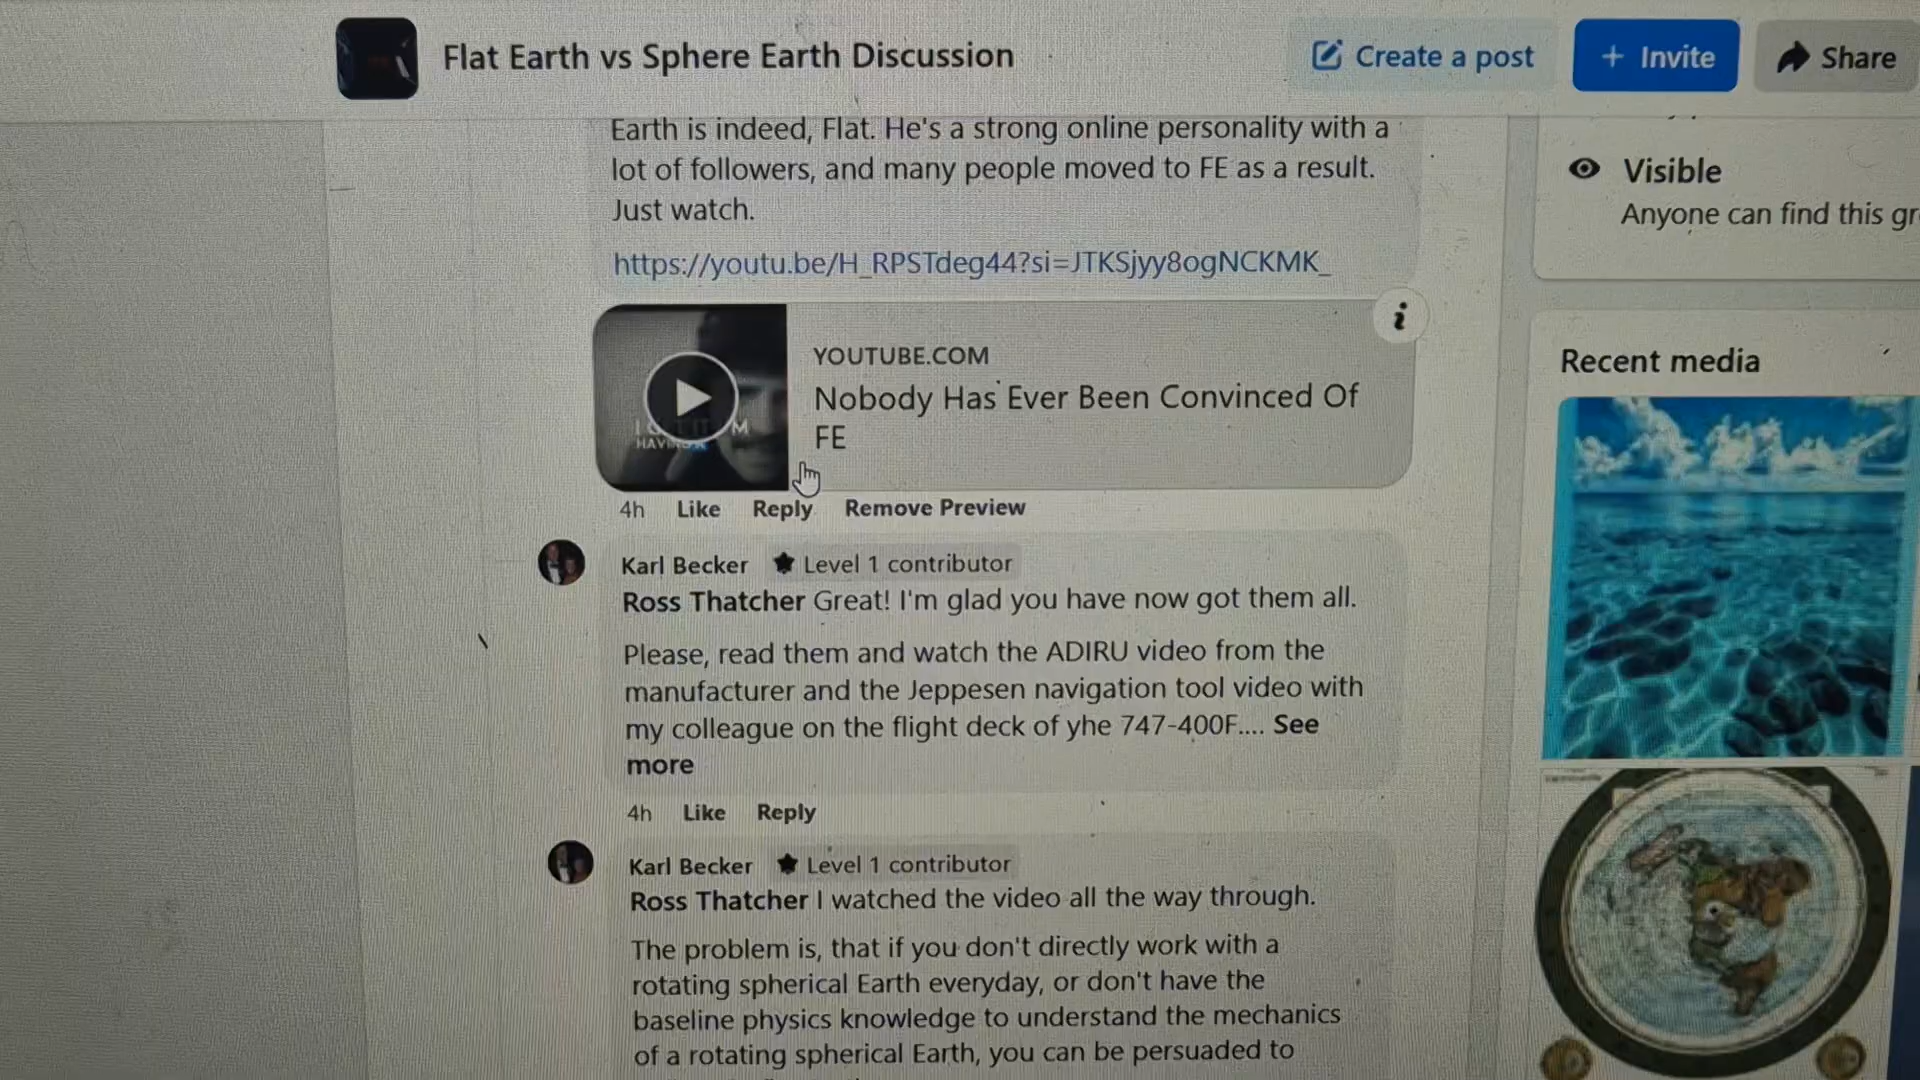 Flat Earth vs Sphere Earth Discussion
Create a post
+ Invite
Share
Earth is indeed, Flat. He's a strong online personality with a
lot of followers, and many people moved to FE as a result.
Just watch.
https://youtu.be/H_RPSTdeg44?si=JTKSjyy8ogNCKMK_
YOUTUBE.COM
Nobody Has Ever Been Convinced Of
FE
4h Like Reply Remove Preview
Karl Becker Level 1 contributor
Ross Thatcher Great! I'm glad you have now got them all.
Please, read them and watch the ADIRU video from the
manufacturer and the Jeppesen navigation tool video with
my colleague on the flight deck of yhe 747-400F.... See
more
4h Like Reply
Karl Becker Level 1 contributor
Ross Thatcher I watched the video all the way through.
The problem is, that if you don't directly work with a
rotating spherical Earth everyday, or don't have the
baseline physics knowledge to understand the mechanics
of a rotating spherical Earth, you can be persuaded to
Visible
Anyone can find this
Recent media